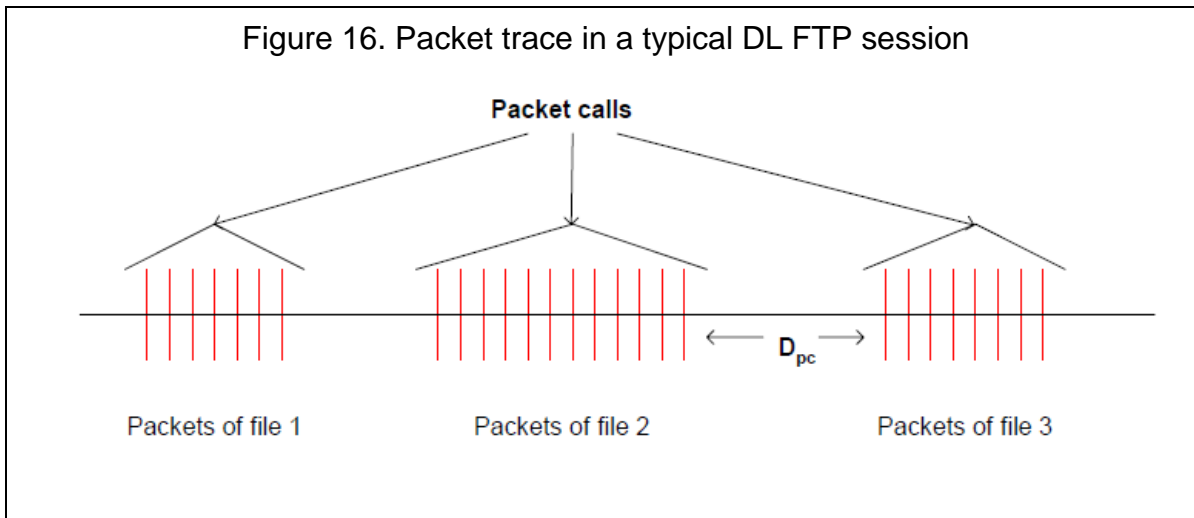 Figure 16. Packet trace in a typical DL FTP session
Packet calls
Dpc
Packets of file 1
Packets of file 2
Packets of file 3